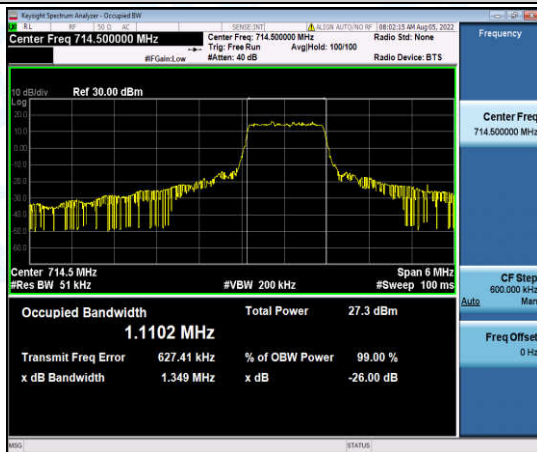 Keysight Spectrum Analyzer - Occupied BW
RL RF 50 Ω AC SENSE:INT ALIGN AUTO/NO RF 08:02:15 AM Aug 05, 2022
Center Freq 714.500000 MHz Center Freq: 714.500000 MHz Radio Std: None Frequency
Trig: Free Run Avg|Hold: 100/100
#IFGain:Low #Atten: 40 dB Radio Device: BTS
10 dB/div Ref 30.00 dBm
Log
20.0
10.0
0.00
-10.0
-20.0
-30.0
-40.0
-50.0
-60.0
Center Freq
714.500000 MHz
Center 714.5 MHz Span 6 MHz
#Res BW 51 kHz #VBW 200 kHz #Sweep 100 ms
CF Step
600.000 kHz
Auto Man
Occupied Bandwidth Total Power 27.3 dBm
1.1102 MHz
Freq Offset
0 Hz
Transmit Freq Error 627.41 kHz % of OBW Power 99.00 %
x dB Bandwidth 1.349 MHz x dB -26.00 dB
MSG STATUS